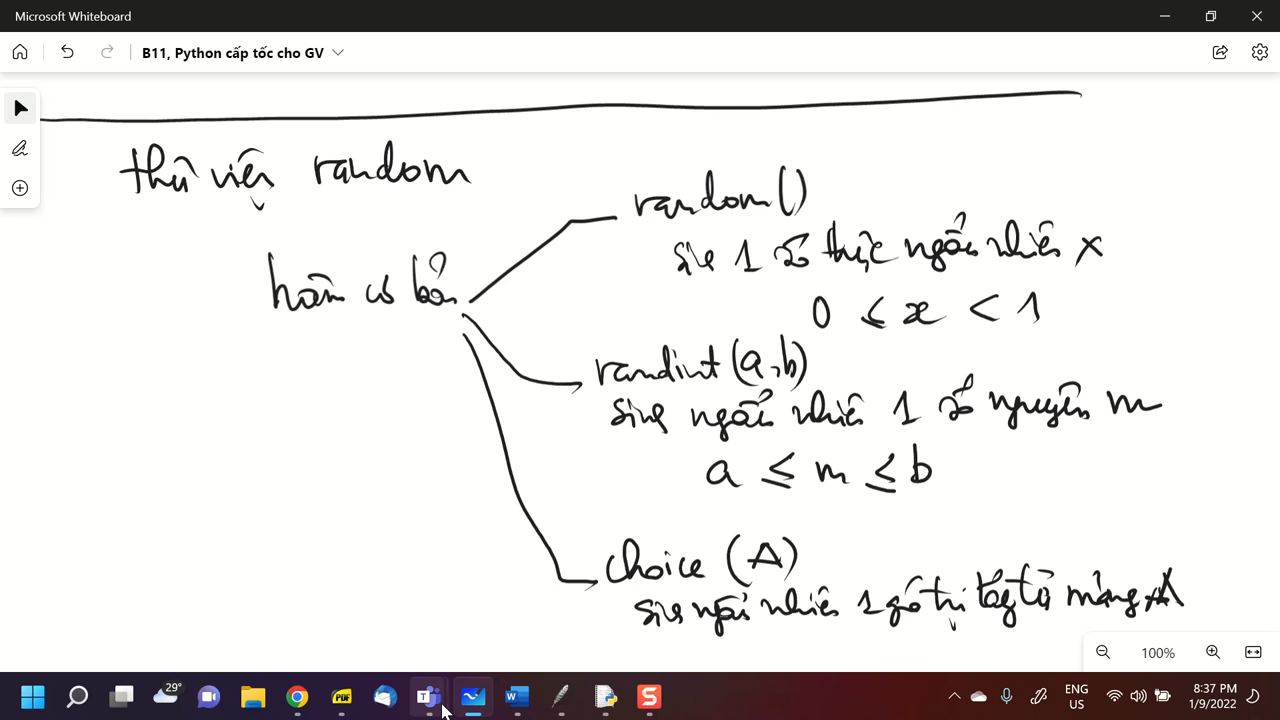 Microsoft Whiteboard
B11, Python cấp tốc cho GV
thư viện random
hàm cơ bản
random()
sinh 1 số thực ngẫu nhiên x
0 ≤ x < 1
randint(a,b)
sinh ngẫu nhiên 1 số nguyên m
a ≤ m ≤ b
choice (A)
sinh ngẫu nhiên 1 giá trị lấy từ mảng A
100%
29°
PDF
W
S
ENG
US
8:37 PM
1/9/2022